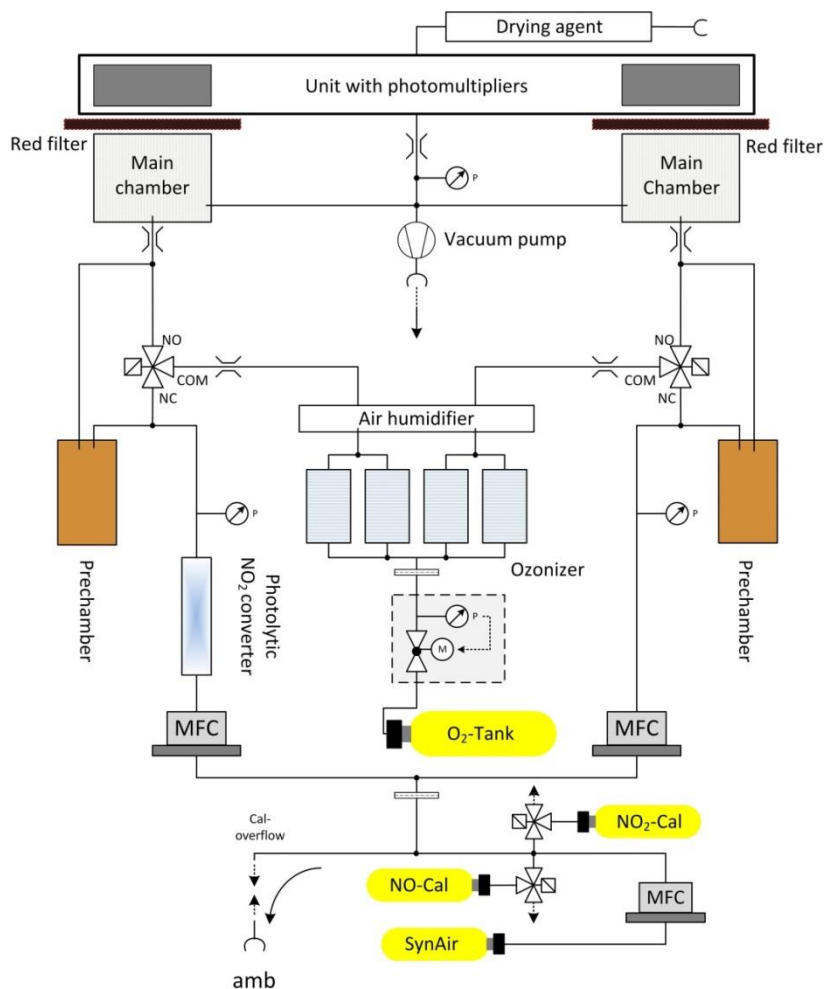 Drying agent
Unit with photomultipliers
Red filter
Red filter
Main
chamber
Main
Chamber
P
Vacuum pump
NO
COM
NC
NO
COM
NC
Air humidifier
P
P
Ozonizer
Prechamber
Photolytic
NO₂ converter
Prechamber
P
M
MFC
O₂-Tank
MFC
Cal-
overflow
NO₂-Cal
NO-Cal
MFC
SynAir
amb